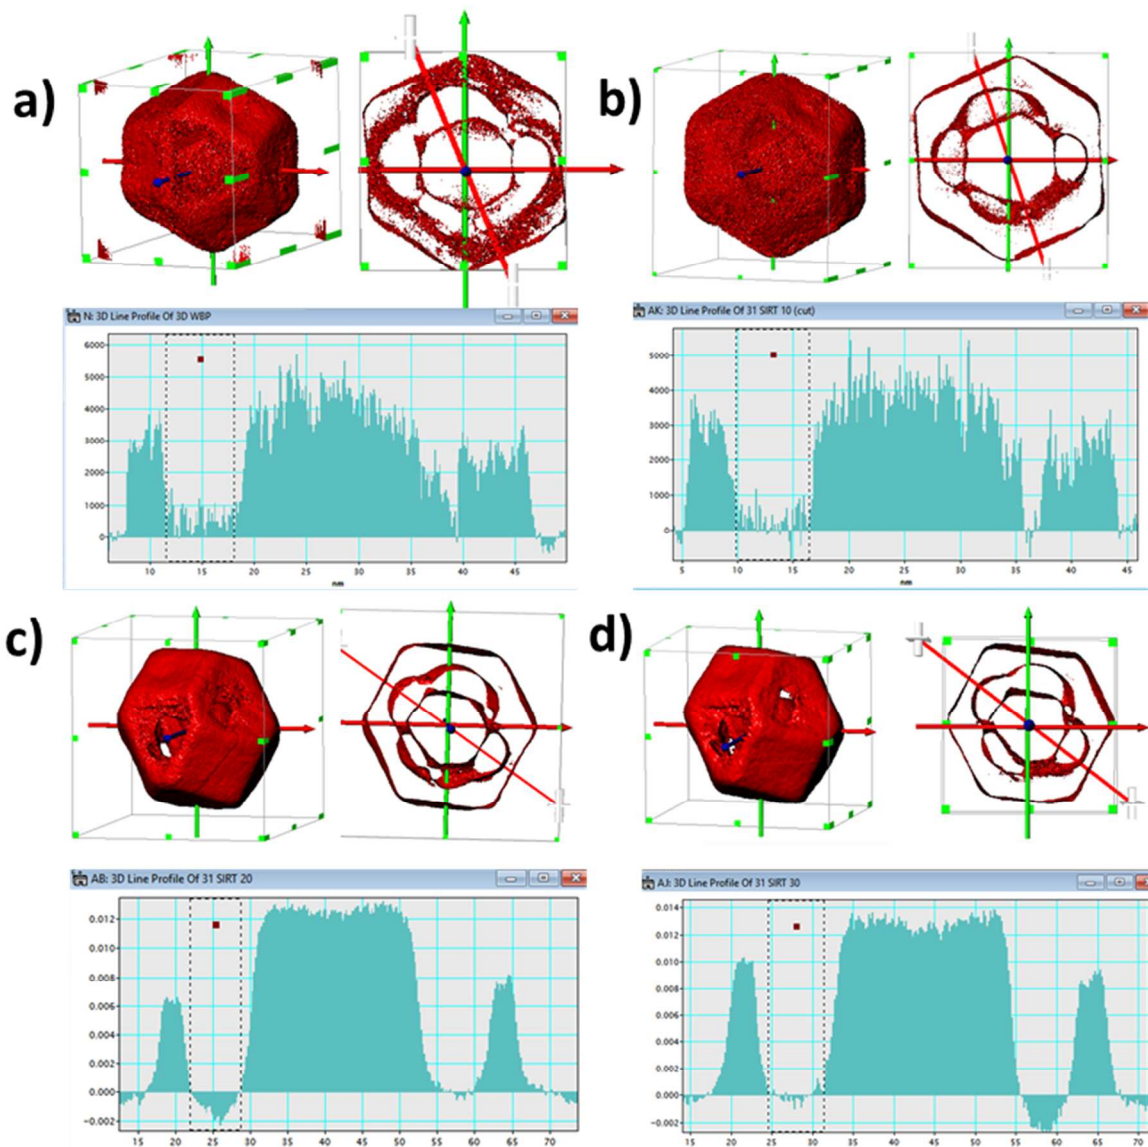 a)
b)
N: 3D Line Profile Of 3D WBP
6000
5000
4000
3000
2000
1000
0
10 15 20 25 30 35 40 45
nm
AK: 3D Line Profile Of 31 SIRT 10 (cut)
5000
4000
3000
2000
1000
0
5 10 15 20 25 30 35 40 45
nm
c)
d)
AB: 3D Line Profile Of 31 SIRT 20
0.012
0.010
0.008
0.006
0.004
0.002
0.000
-0.002
15 20 25 30 35 40 45 50 55 60 65 70
AJ: 3D Line Profile Of 31 SIRT 30
0.014
0.012
0.010
0.008
0.006
0.004
0.002
0.000
-0.002
15 20 25 30 35 40 45 50 55 60 65 70